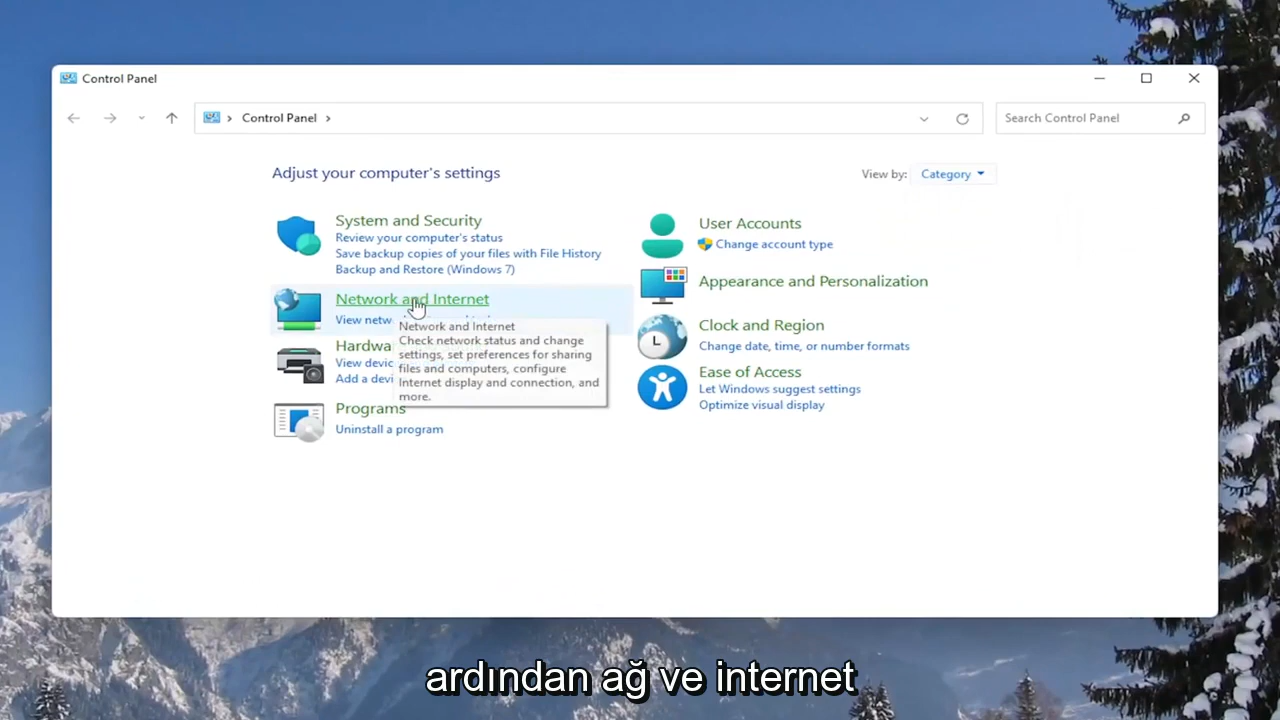 Control Panel
Control Panel
Search Control Panel
Adjust your computer's settings
View by: Category
System and Security
Review your computer's status
Save backup copies of your files with File History
Backup and Restore (Windows 7)
Network and Internet
View netw
Network and Internet
Check network status and change
settings, set preferences for sharing
files and computers, configure
Internet display and connection, and
more.
Hardwa
View devic
Add a devi
Programs
Uninstall a program
User Accounts
Change account type
Appearance and Personalization
Clock and Region
Change date, time, or number formats
Ease of Access
Let Windows suggest settings
Optimize visual display
ardından ağ ve internet